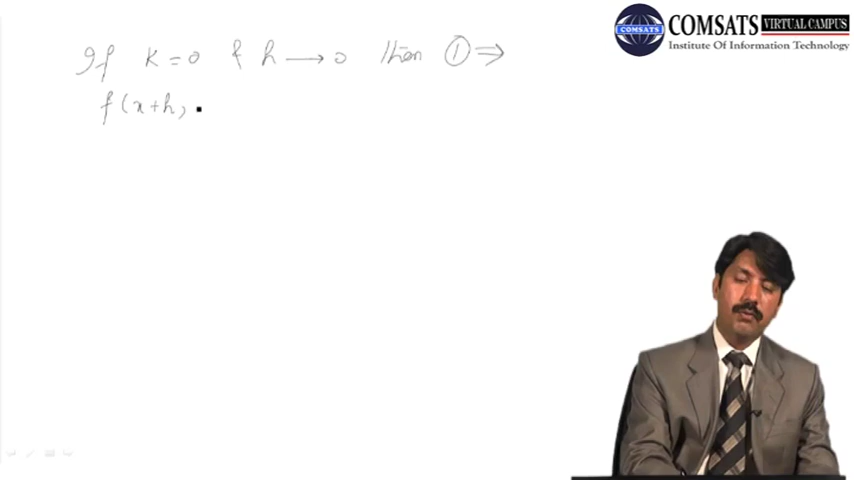 COMSATS VIRTUAL CAMPUS
COMSATS
Institute Of Information Technology
If K = 0 & h → 0 then ① ⇒
f(x+h,